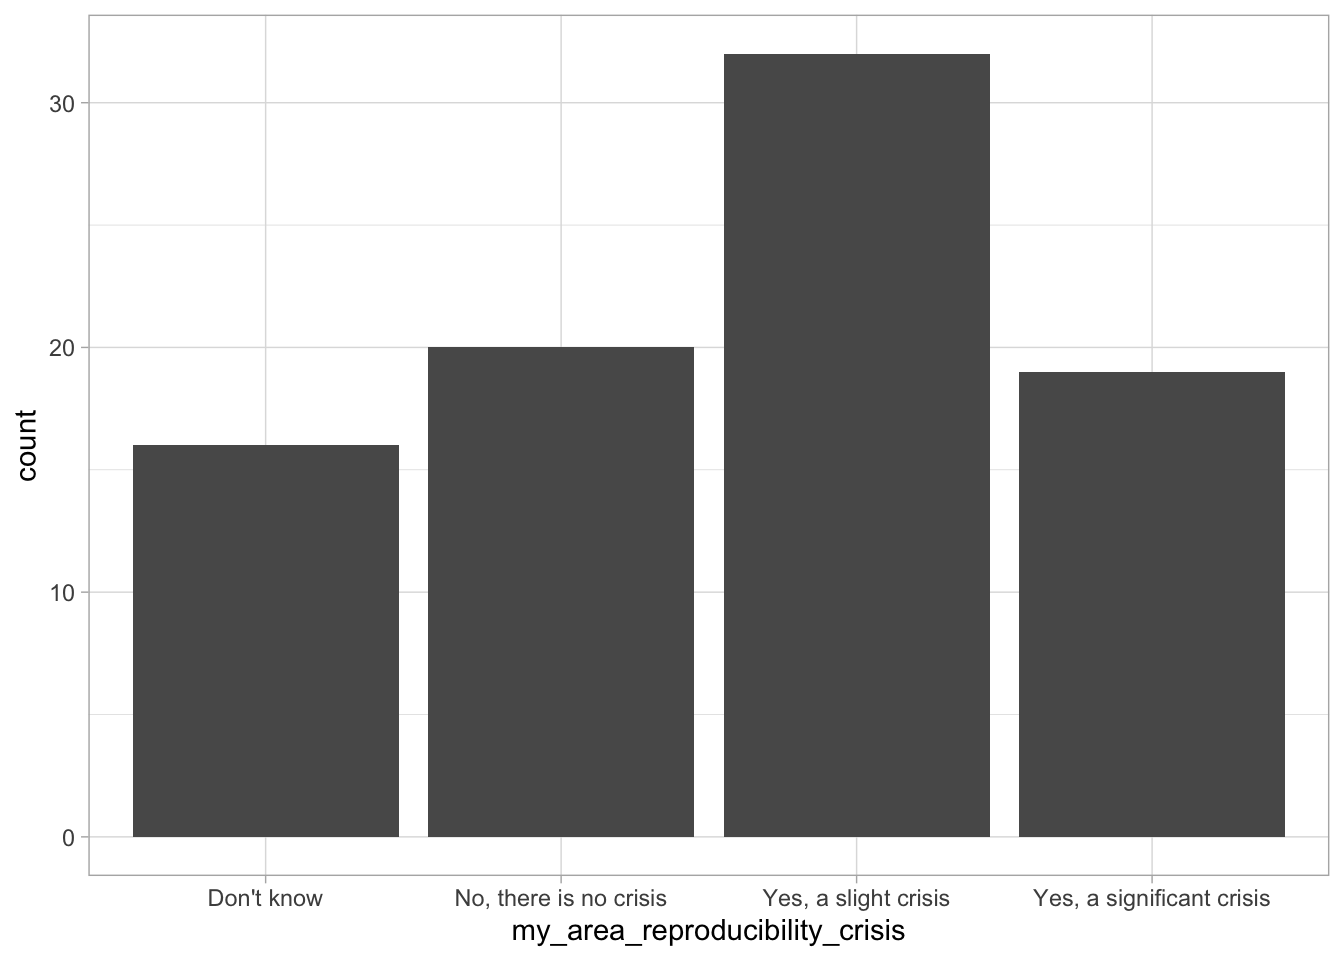 30
20
10
0
count
Don't know
No, there is no crisis
Yes, a slight crisis
Yes, a significant crisis
my_area_reproducibility_crisis